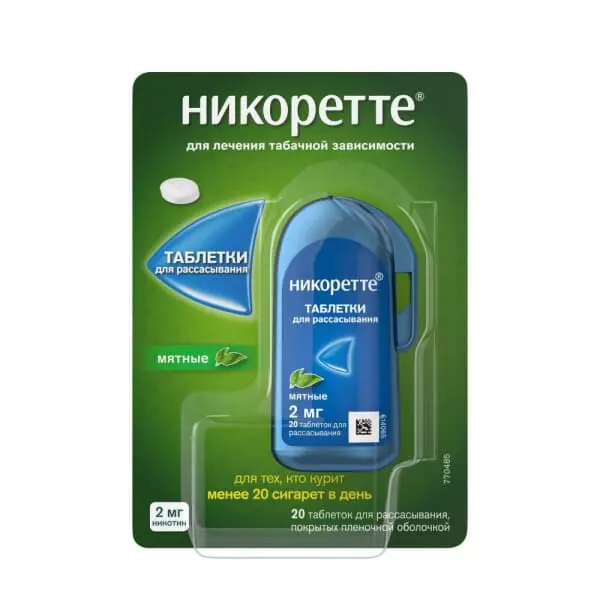 никоретте®
для лечения табачной зависимости
ТАБЛЕТКИ
для рассасывания
никоретте®
ТАБЛЕТКИ
для рассасывания
мятные
мятные
2 мг
20 таблеток для
рассасывания
614065
770485
для тех, кто курит
менее 20 сигарет в день
2 мг
никотин
20 таблеток для рассасывания,
покрытых пленочной оболочкой